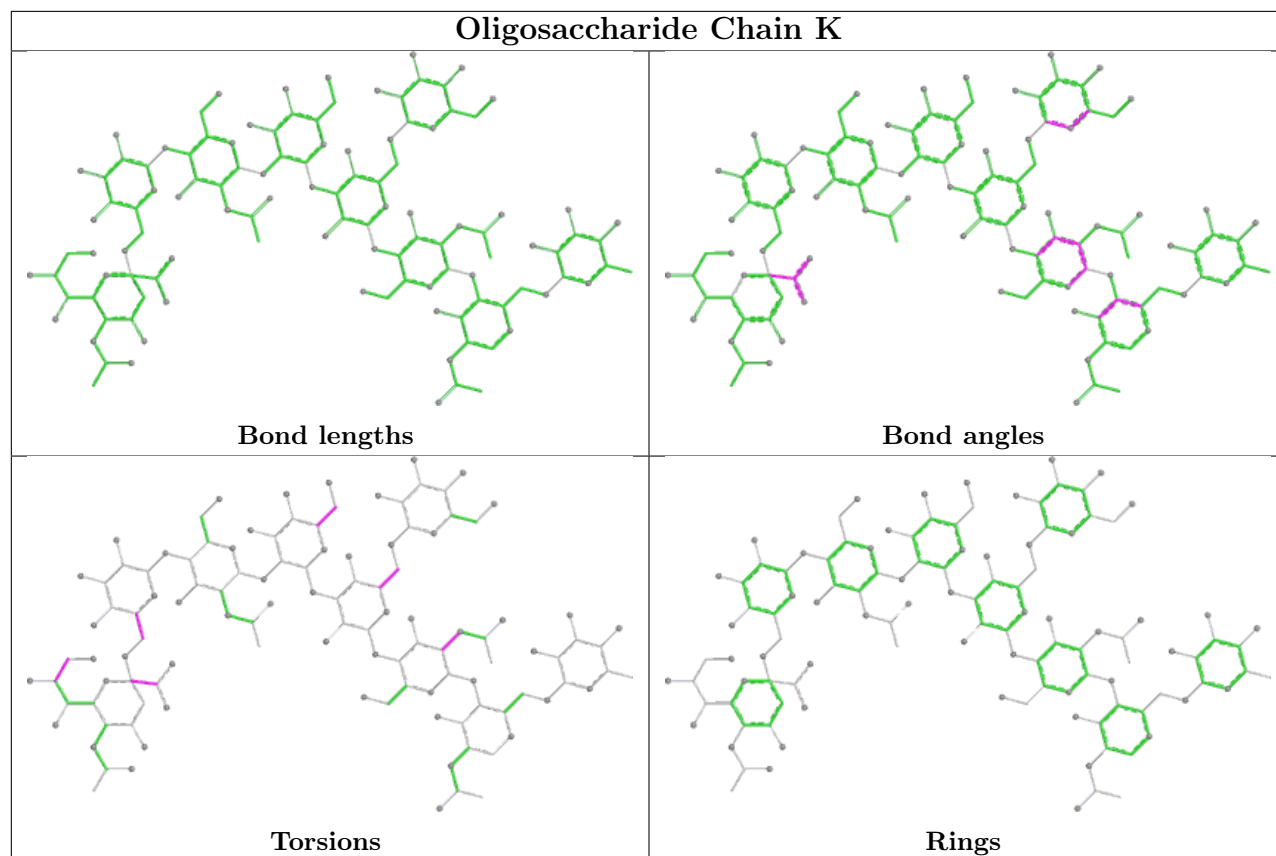 Oligosaccharide Chain K
Bond lengths
Bond angles
Torsions
Rings